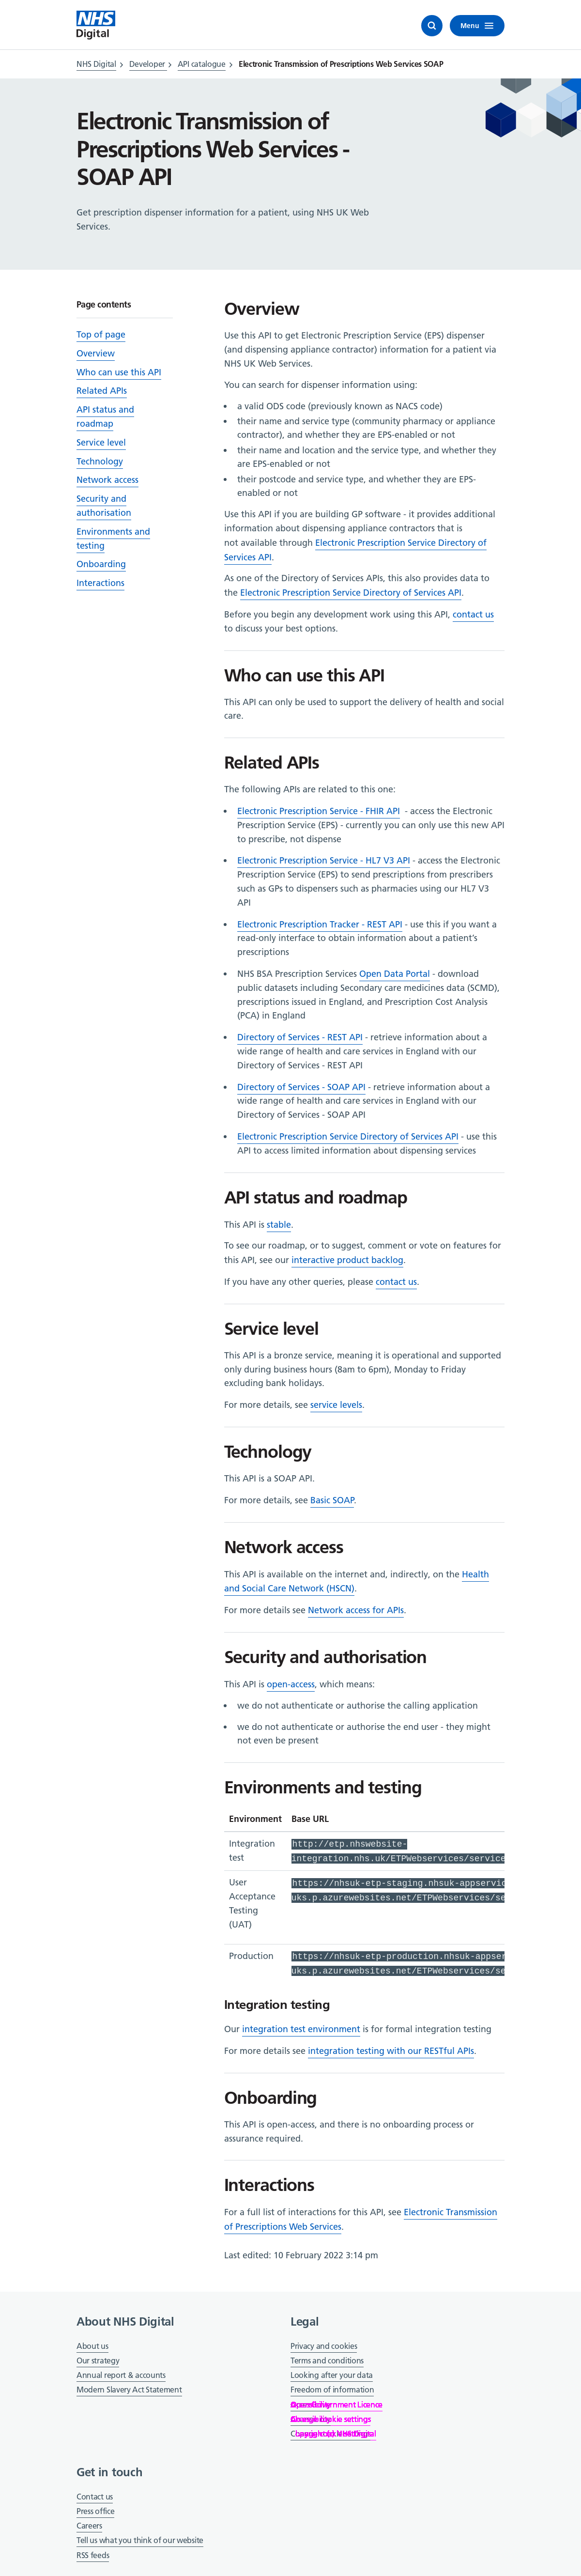 NHS
Digital
Menu
NHS Digital > Developer > API catalogue > Electronic Transmission of Prescriptions Web Services SOAP
Electronic Transmission of
Prescriptions Web Services -
SOAP API
Get prescription dispenser information for a patient, using NHS UK Web
Services.
Page contents
Top of page
Overview
Who can use this API
Related APIs
API status and
roadmap
Service level
Technology
Network access
Security and
authorisation
Environments and
testing
Onboarding
Interactions
Overview
Use this API to get Electronic Prescription Service (EPS) dispenser
(and dispensing appliance contractor) information for a patient via
NHS UK Web Services.
You can search for dispenser information using:
• a valid ODS code (previously known as NACS code)
• their name and service type (community pharmacy or appliance
contractor), and whether they are EPS-enabled or not
• their name and location and the service type, and whether they
are EPS-enabled or not
• their postcode and service type, and whether they are EPS-
enabled or not
Use this API if you are building GP software - it provides additional
information about dispensing appliance contractors that is
not available through Electronic Prescription Service Directory of
Services API.
As one of the Directory of Services APIs, this also provides data to
the Electronic Prescription Service Directory of Services API.
Before you begin any development work using this API, contact us
to discuss your best options.
Who can use this API
This API can only be used to support the delivery of health and social
care.
Related APIs
The following APIs are related to this one:
• Electronic Prescription Service - FHIR API - access the Electronic
Prescription Service (EPS) - currently you can only use this new API
to prescribe, not dispense
• Electronic Prescription Service - HL7 V3 API - access the Electronic
Prescription Service (EPS) to send prescriptions from prescribers
such as GPs to dispensers such as pharmacies using our HL7 V3
API
• Electronic Prescription Tracker - REST API - use this if you want a
read-only interface to obtain information about a patient's
prescriptions
• NHS BSA Prescription Services Open Data Portal - download
public datasets including Secondary care medicines data (SCMD),
prescriptions issued in England, and Prescription Cost Analysis
(PCA) in England
• Directory of Services - REST API - retrieve information about a
wide range of health and care services in England with our
Directory of Services - REST API
• Directory of Services - SOAP API - retrieve information about a
wide range of health and care services in England with our
Directory of Services - SOAP API
• Electronic Prescription Service Directory of Services API - use this
API to access limited information about dispensing services
API status and roadmap
This API is stable.
To see our roadmap, or to suggest, comment or vote on features for
this API, see our interactive product backlog.
If you have any other queries, please contact us.
Service level
This API is a bronze service, meaning it is operational and supported
only during business hours (8am to 6pm), Monday to Friday
excluding bank holidays.
For more details, see service levels.
Technology
This API is a SOAP API.
For more details, see Basic SOAP.
Network access
This API is available on the internet and, indirectly, on the Health
and Social Care Network (HSCN).
For more details see Network access for APIs.
Security and authorisation
This API is open-access, which means:
• we do not authenticate or authorise the calling application
• we do not authenticate or authorise the end user - they might
not even be present
Environments and testing
Environment Base URL
Integration http://etp.nhswebsite-
test integration.nhs.uk/ETPWebservices/service
User https://nhsuk-etp-staging.nhsuk-appservic
Acceptance uks.p.azurewebsites.net/ETPWebservices/se
Testing
(UAT)
Production https://nhsuk-etp-production.nhsuk-appser
uks.p.azurewebsites.net/ETPWebservices/se
Integration testing
Our integration test environment is for formal integration testing
For more details see integration testing with our RESTful APIs.
Onboarding
This API is open-access, and there is no onboarding process or
assurance required.
Interactions
For a full list of interactions for this API, see Electronic Transmission
of Prescriptions Web Services.
Last edited: 10 February 2022 3:14 pm
About NHS Digital
About us
Our strategy
Annual report & accounts
Modern Slavery Act Statement
Legal
Privacy and cookies
Terms and conditions
Looking after your data
Freedom of information
Get in touch
Contact us
Press office
Careers
Tell us what you think of our website
RSS feeds